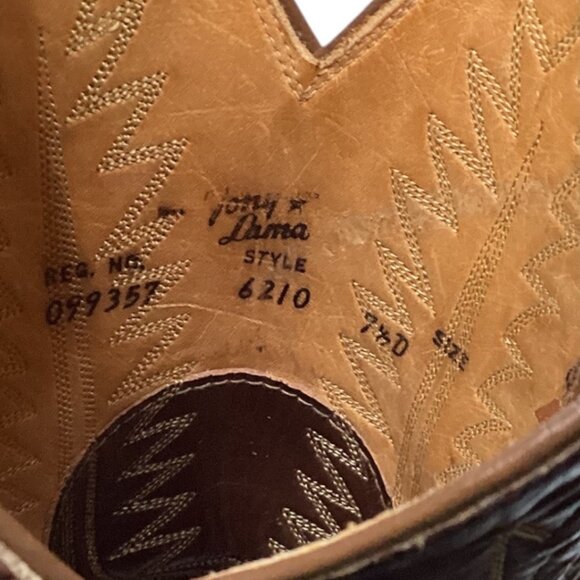 Tony
Lama
STYLE
6210
REG. NO.
099357
7½D SIZE